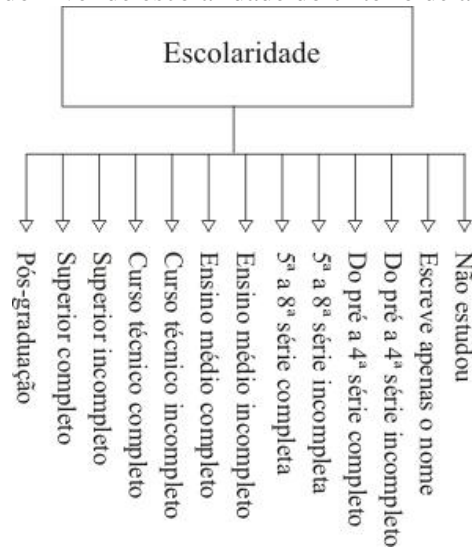 Escolaridade
Pós-graduação
Superior completo
Superior incompleto
Curso técnico completo
Curso técnico incompleto
Ensino médio completo
Ensino médio incompleto
5ª a 8ª série completa
5ª a 8ª série incompleta
Do pré a 4ª série completo
Do pré a 4ª série incompleto
Escreve apenas o nome
Não estudou